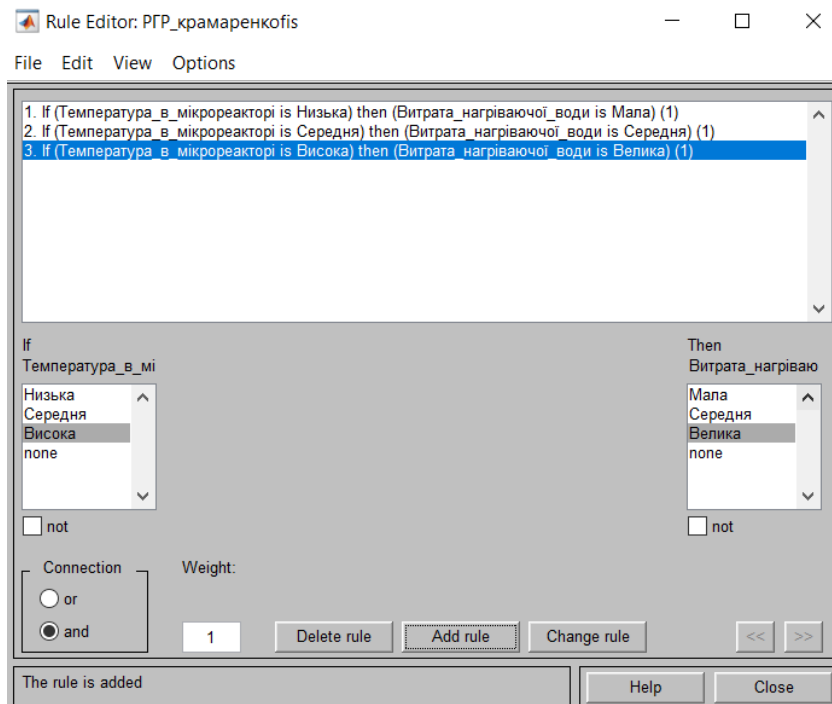 Rule Editor: РГР_крамаренкоfis
File Edit View Options
1. If (Температура_в_мікрореакторі is Низька) then (Витрата_нагріваючої_води is Мала) (1)
2. If (Температура_в_мікрореакторі is Середня) then (Витрата_нагріваючої_води is Середня) (1)
3. If (Температура_в_мікрореакторі is Висока) then (Витрата_нагріваючої_води is Велика) (1)
If
Температура_в_мі
Низька
Середня
Висока
none
not
Then
Витрата_нагріваю
Мала
Середня
Велика
none
not
Connection
or
and
Weight:
1
Delete rule
Add rule
Change rule
<<
>>
The rule is added
Help
Close